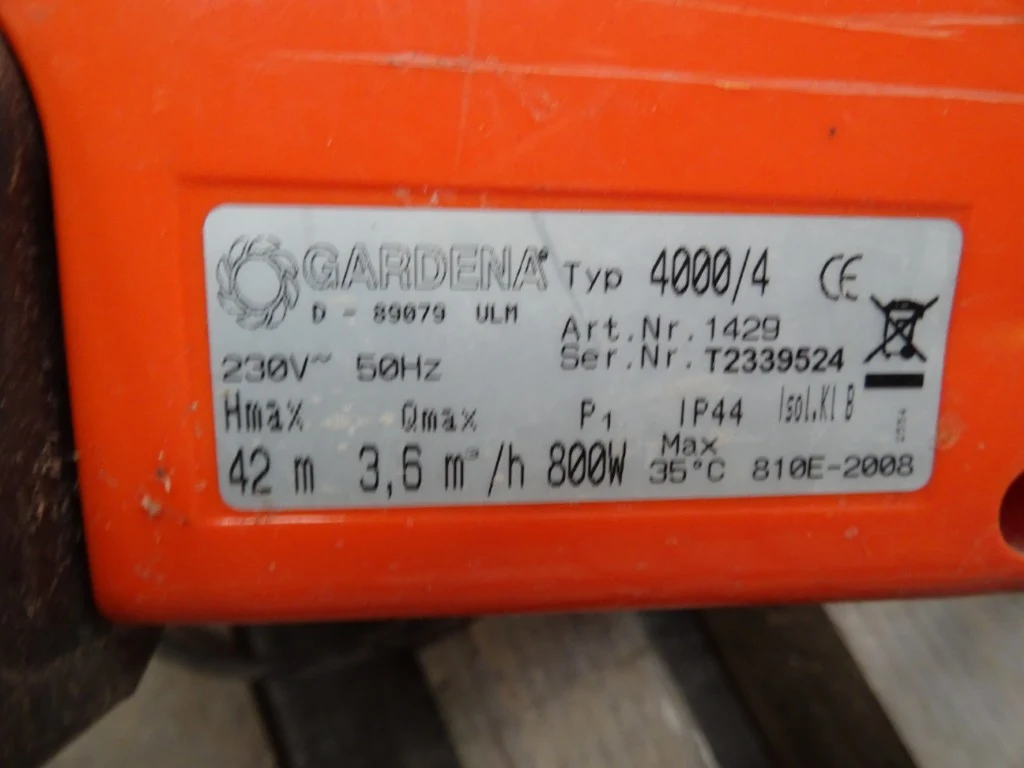 GARDENA® Typ 4000/4 CE
D - 89079 ULM
Art.Nr.1429
230V~ 50Hz Ser.Nr.T2339524
Hmax Qmax P1 IP44 Isol.Kl B
42 m 3,6 m³/h 800W Max 35°C 810E-2008